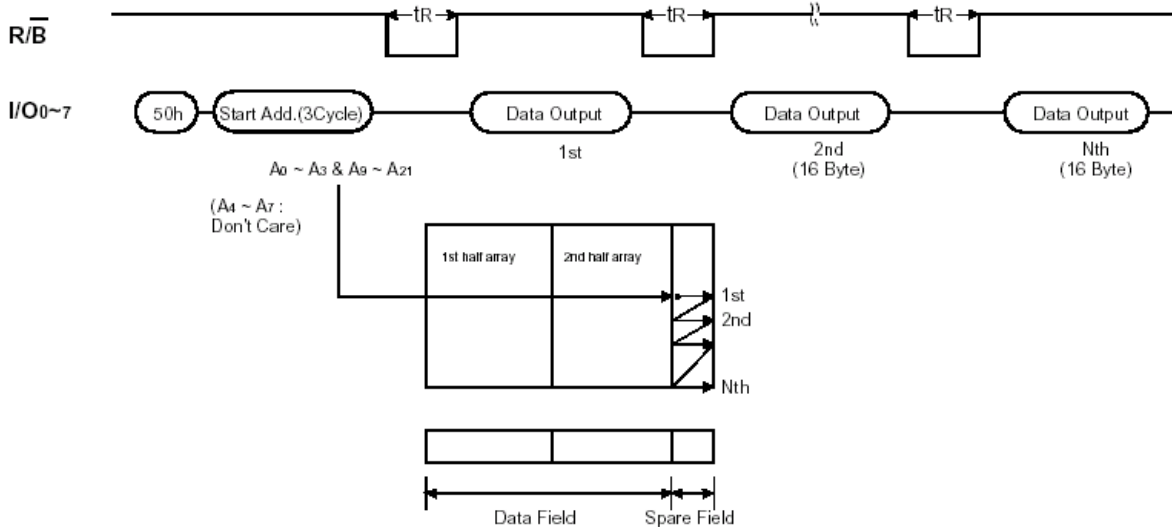 tR tR tR
R/B
I/O0~7 50h Start Add.(3Cycle) Data Output Data Output Data Output
1st 2nd Nth
(16 Byte) (16 Byte)
A0 ~ A3 & A9 ~ A21
(A4 ~ A7 :
Don't Care)
1st half array 2nd half array
1st
2nd
Nth
Data Field Spare Field